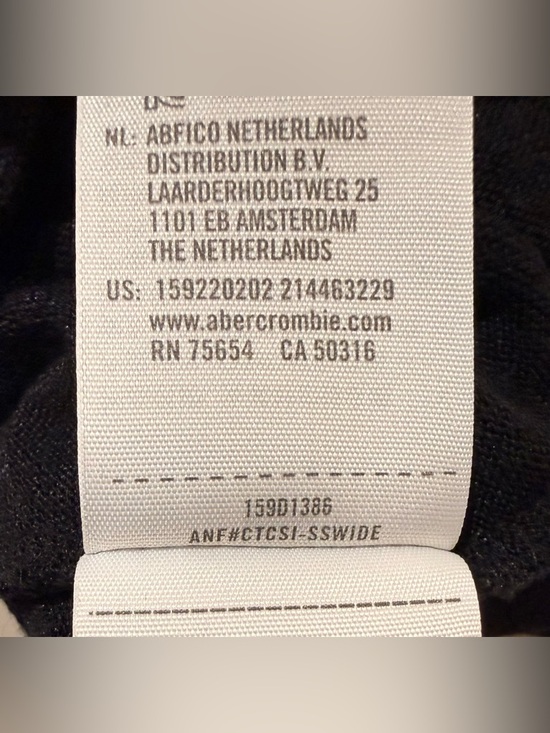 NL: ABFICO NETHERLANDS
DISTRIBUTION B.V.
LAARDERHOOGTWEG 25
1101 EB AMSTERDAM
THE NETHERLANDS
US: 159220202 214463229
www.abercrombie.com
RN 75654 CA 50316
159D1386
ANF#CTCSI-SSWIDE